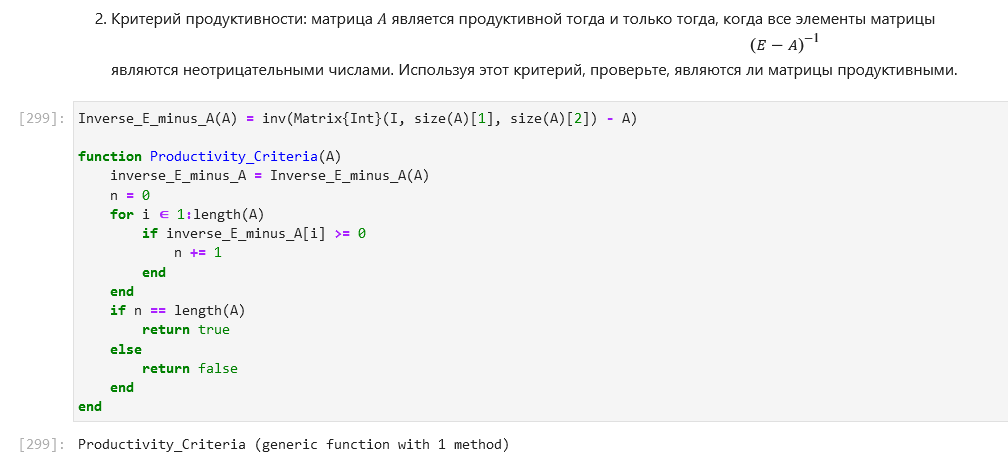 2. Критерий продуктивности: матрица A является продуктивной тогда и только тогда, когда все элементы матрицы
(E − A)⁻¹
являются неотрицательными числами. Используя этот критерий, проверьте, являются ли матрицы продуктивными.
[299]: Inverse_E_minus_A(A) = inv(Matrix{Int}(I, size(A)[1], size(A)[2]) - A)
function Productivity_Criteria(A)
    inverse_E_minus_A = Inverse_E_minus_A(A)
    n = 0
    for i ∈ 1:length(A)
        if inverse_E_minus_A[i] >= 0
            n += 1
        end
    end
    if n == length(A)
        return true
    else
        return false
    end
end
[299]: Productivity_Criteria (generic function with 1 method)